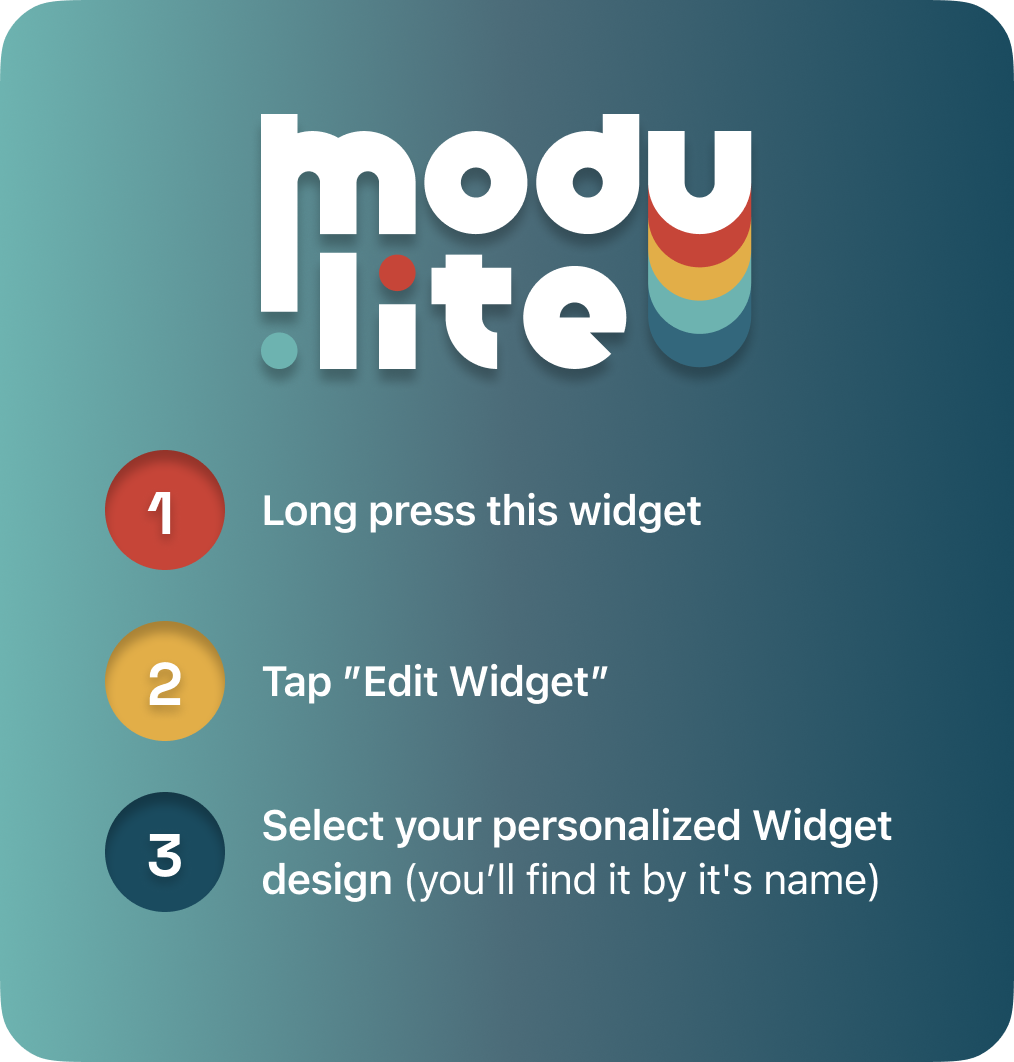 modu
lite
1
Long press this widget
2
Tap ″Edit Widget″
3
Select your personalized Widget
design (you’ll find it by it's name)